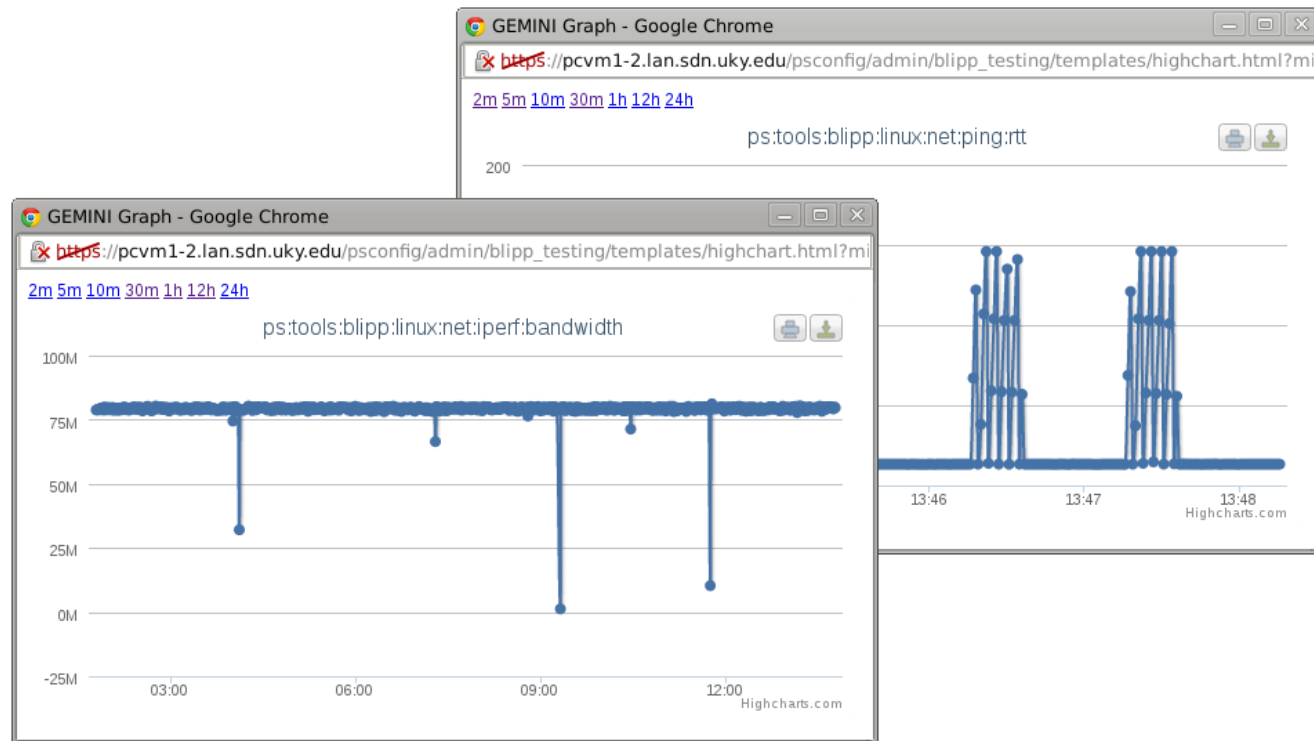 GEMINI Graph - Google Chrome
https://pcvm1-2.lan.sdn.uky.edu/psconfig/admin/blipp_testing/templates/highchart.html?mi
2m 5m 10m 30m 1h 12h 24h
ps:tools:blipp:linux:net:ping:rtt
200
13:46 13:47 13:48
Highcharts.com
GEMINI Graph - Google Chrome
https://pcvm1-2.lan.sdn.uky.edu/psconfig/admin/blipp_testing/templates/highchart.html?mi
2m 5m 10m 30m 1h 12h 24h
ps:tools:blipp:linux:net:iperf:bandwidth
100M
75M
50M
25M
0M
-25M
03:00 06:00 09:00 12:00
Highcharts.com